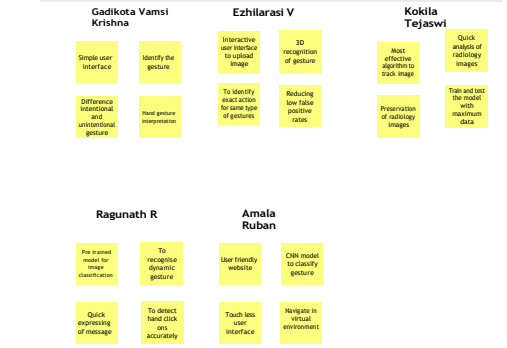 Gadikota Vamsi
Krishna
Simple user
interface
Identify the
gesture
Difference
intentional
and
unintentional
gesture
Hand gesture
interpretation
Ezhilarasi V
Interactive
user interface
to upload
image
3D
recognition
of gesture
To identify
exact action
for same type
of gestures
Reducing
low false
positive
rates
Kokila
Tejaswi
Most
effective
algorithm to
track image
Quick
analysis of
radiology
images
Preservation
of radiology
images
Train and test
the model
with
maximum
data
Ragunath R
Pre trained
model for
image
classification
To
recognise
dynamic
gesture
Quick
expressing
of message
To detect
hand click
ons
accurately
Amala
Ruban
User friendly
website
CNN model
to classify
gesture
Touch less
user
interface
Navigate in
virtual
environment